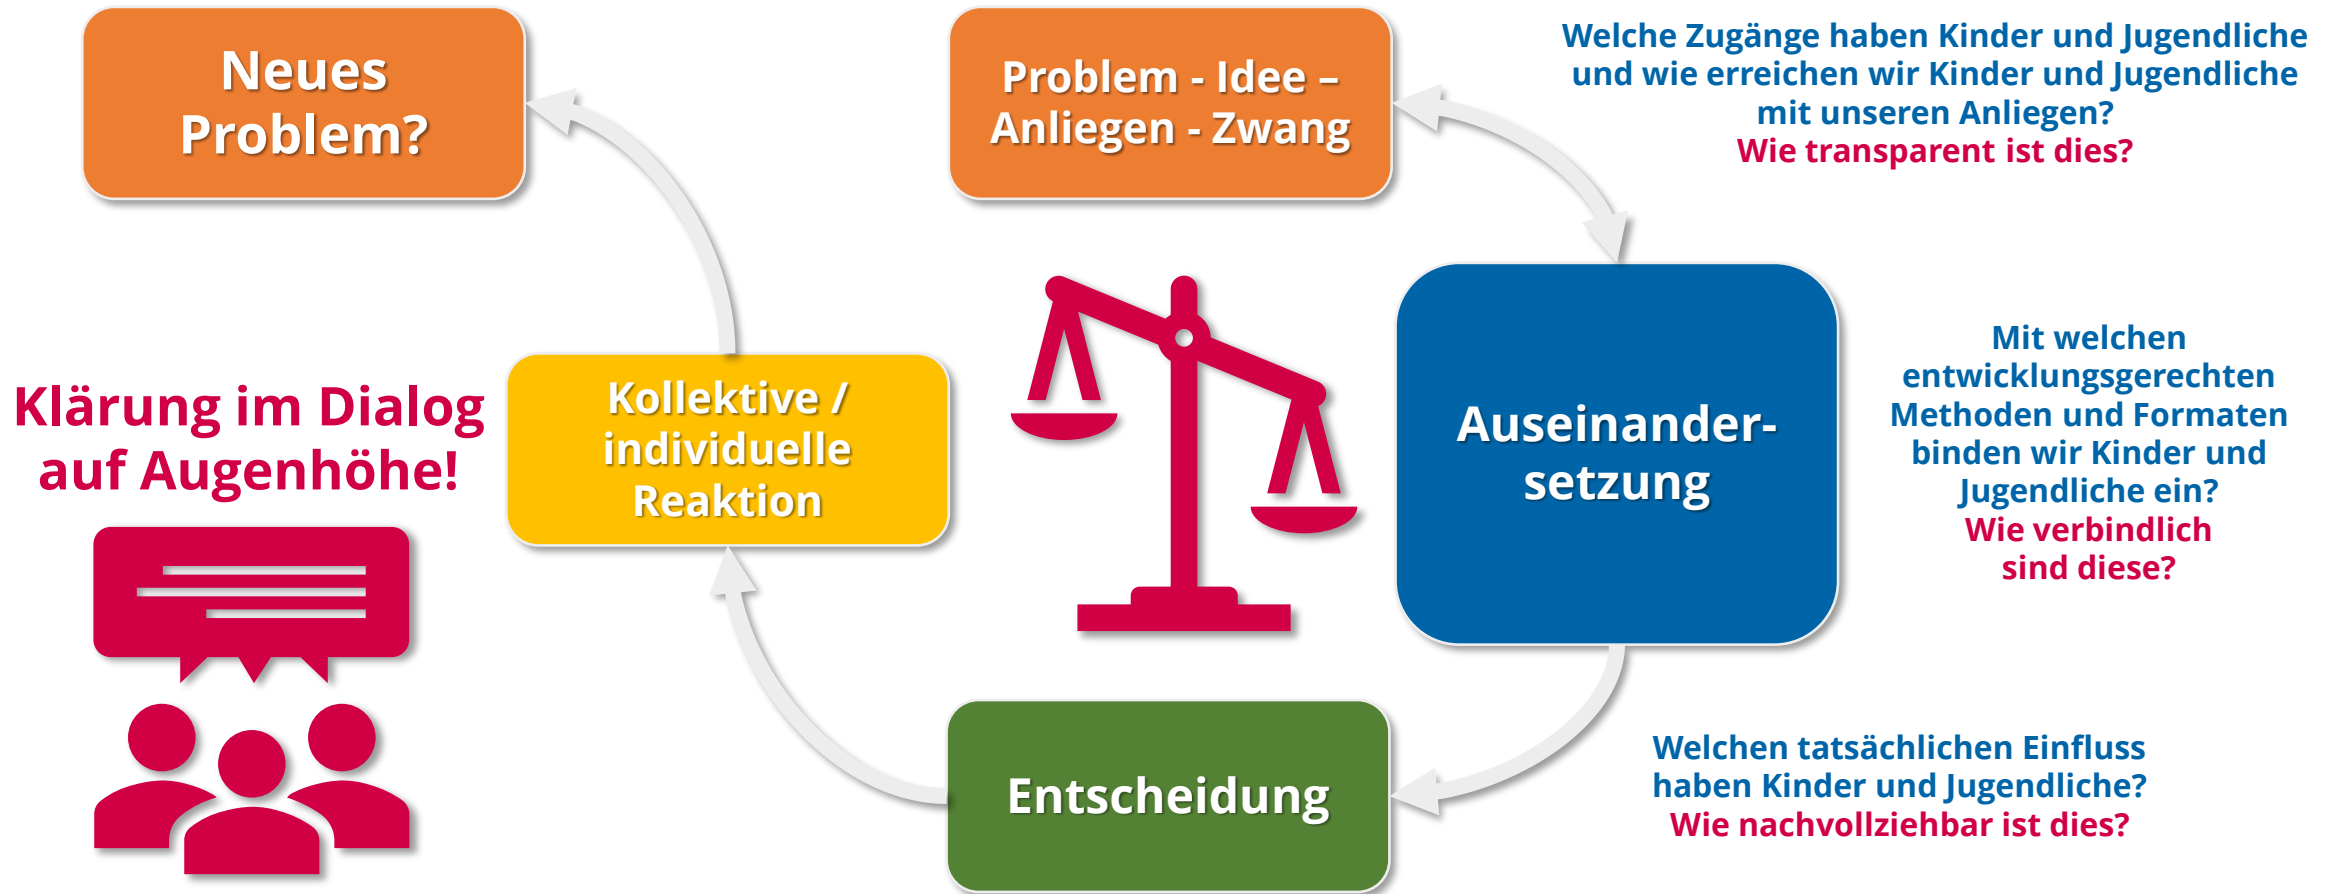 Neues
Problem?
Problem - Idee –
Anliegen - Zwang
Welche Zugänge haben Kinder und Jugendliche
und wie erreichen wir Kinder und Jugendliche
mit unseren Anliegen?
Wie transparent ist dies?
Klärung im Dialog
auf Augenhöhe!
Kollektive /
individuelle
Reaktion
Auseinander-
setzung
Mit welchen
entwicklungsgerechten
Methoden und Formaten
binden wir Kinder und
Jugendliche ein?
Wie verbindlich
sind diese?
Entscheidung
Welchen tatsächlichen Einfluss
haben Kinder und Jugendliche?
Wie nachvollziehbar ist dies?